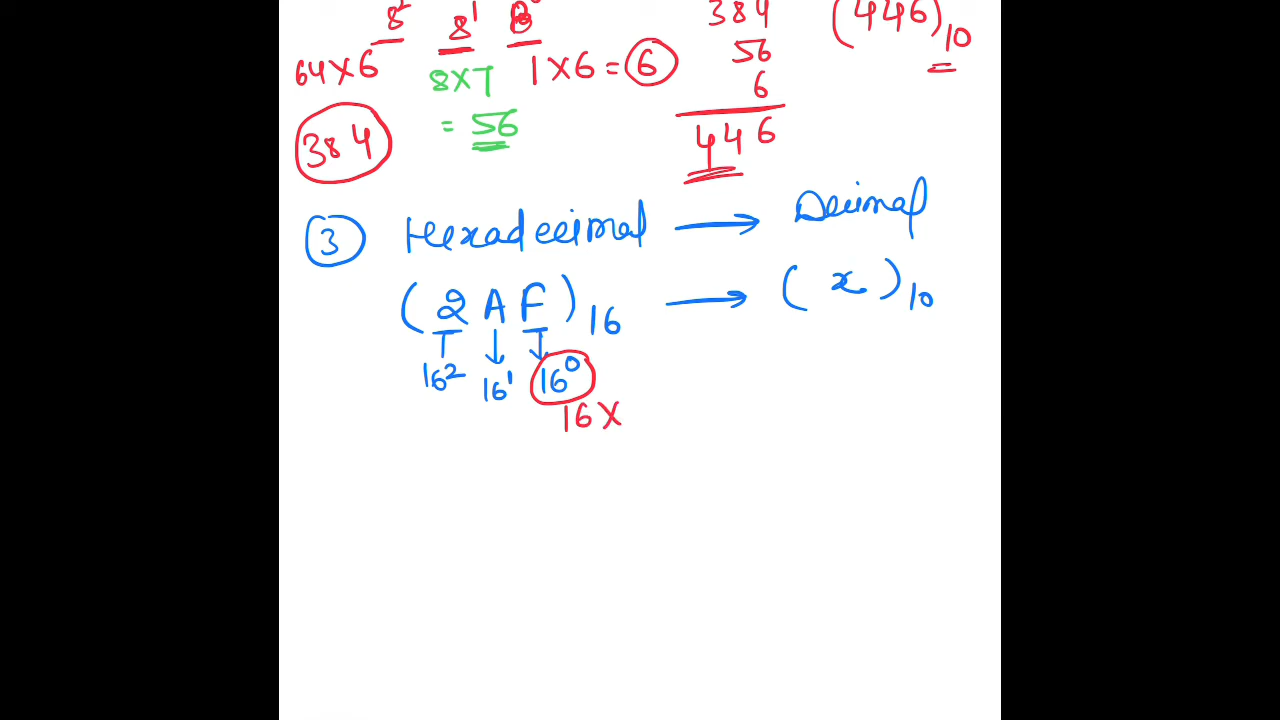 8² 8¹ 8⁰ 384 (446)10
64×6 8×7 1×6=6 56
384 =56 6
446
3 Hexadecimal → Decimal
(2AF)16 → (x)10
16² 16¹ 16⁰
16×